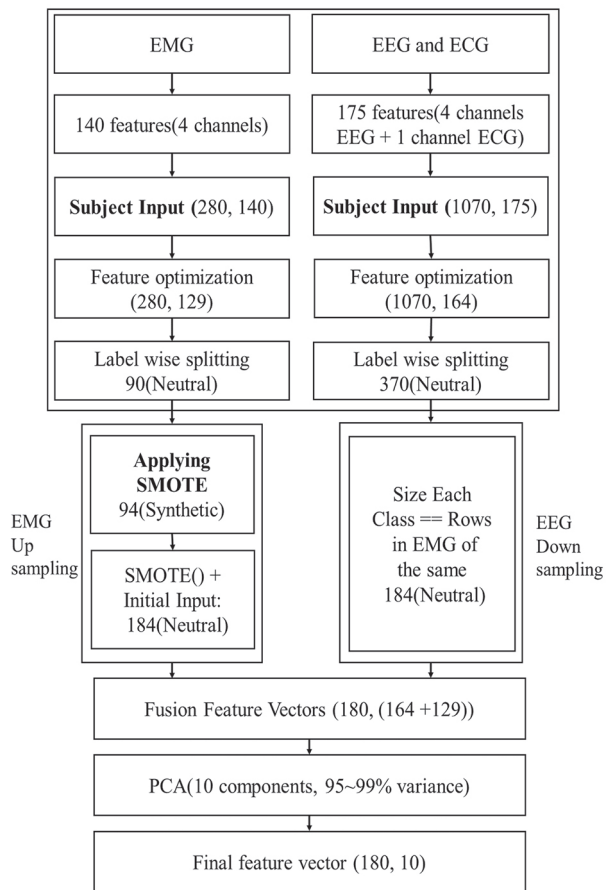 EMG
EEG and ECG
140 features(4 channels)
175 features(4 channels
EEG + 1 channel ECG)
Subject Input (280, 140)
Subject Input (1070, 175)
Feature optimization
(280, 129)
Feature optimization
(1070, 164)
Label wise splitting
90(Neutral)
Label wise splitting
370(Neutral)
EMG
Up
sampling
Applying
SMOTE
94(Synthetic)
SMOTE() +
Initial Input:
184(Neutral)
Size Each
Class == Rows
in EMG of
the same
184(Neutral)
EEG
Down
sampling
Fusion Feature Vectors (180, (164 +129))
PCA(10 components, 95~99% variance)
Final feature vector (180, 10)